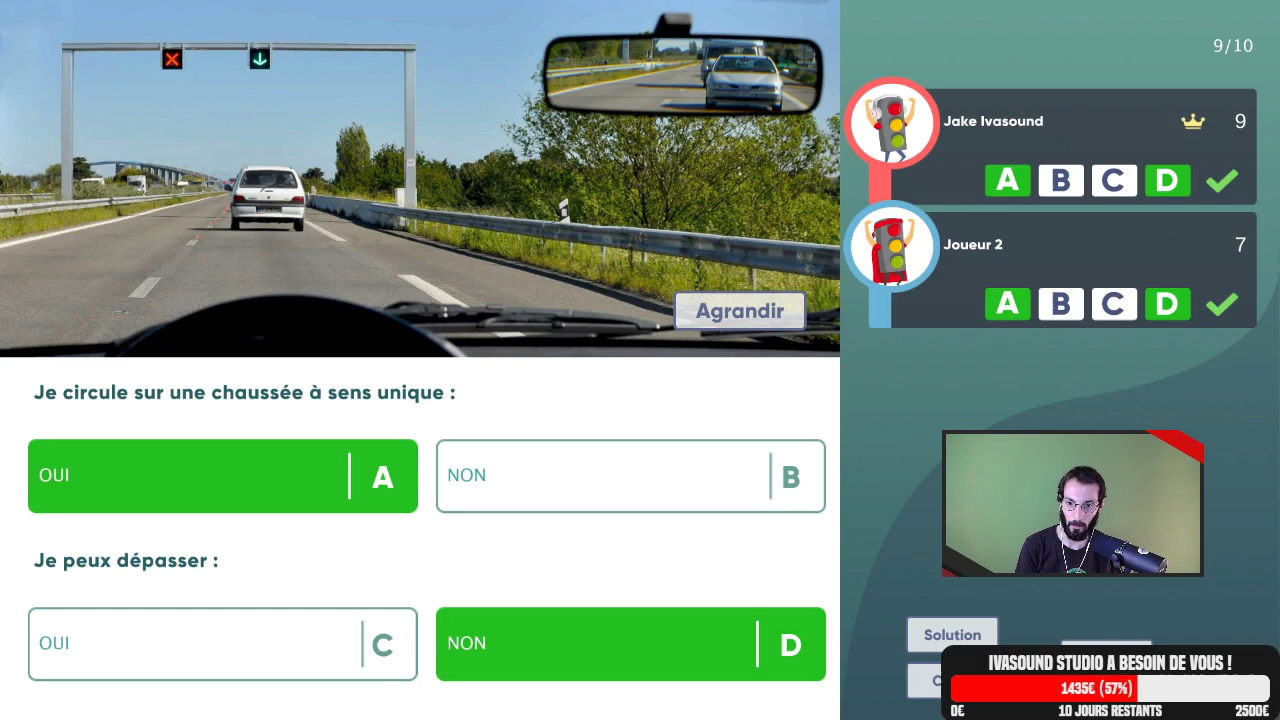 9/10
Jake Ivasound
9
A B C D
Joueur 2
7
A B C D
Agrandir
Je circule sur une chaussée à sens unique :
OUI A
NON B
Je peux dépasser :
OUI C
NON D
Solution
C
IVASOUND STUDIO A BESOIN DE VOUS !
1435€ (57%)
0€ 10 JOURS RESTANTS 2500€